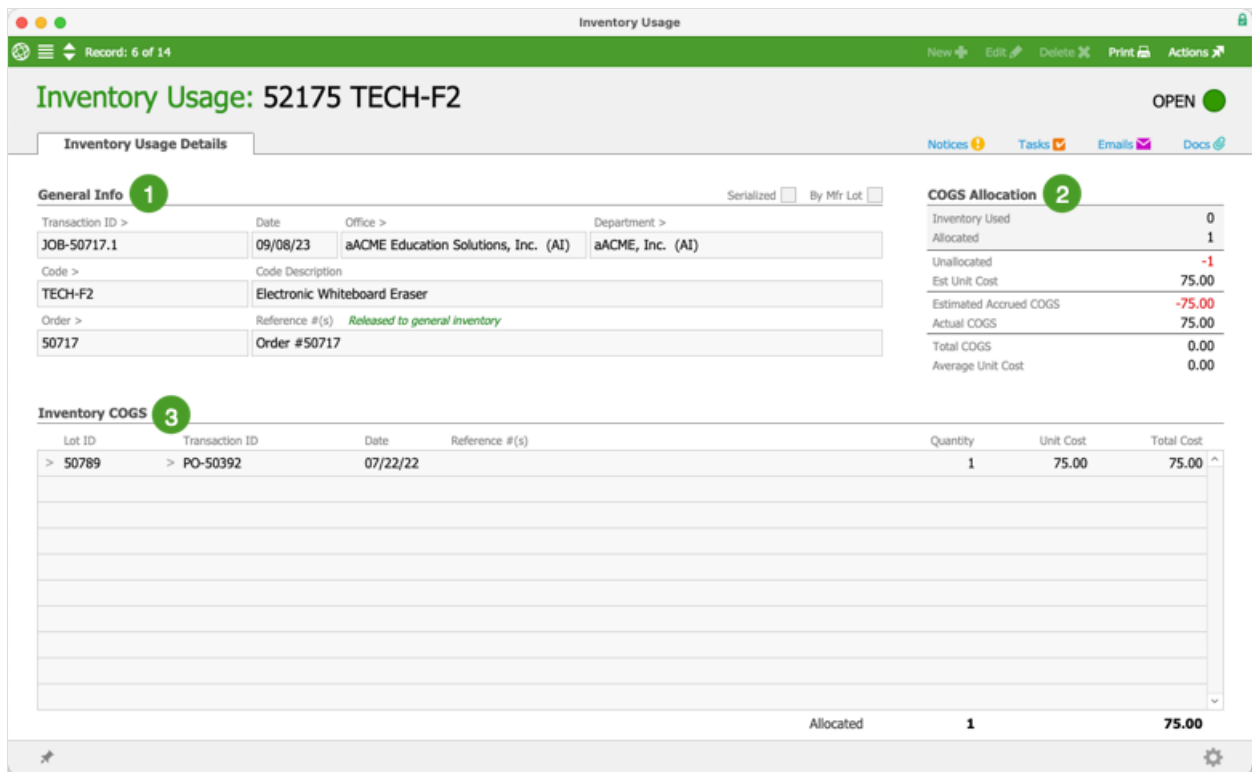 Inventory Usage
Record: 6 of 14 New Edit Delete Print Actions
Inventory Usage: 52175 TECH-F2 OPEN
Inventory Usage Details Notices Tasks Emails Docs
General Info 1 Serialized By Mfr Lot
Transaction ID > Date Office > Department >
JOB-50717.1 09/08/23 aACME Education Solutions, Inc. (AI) aACME, Inc. (AI)
Code > Code Description
TECH-F2 Electronic Whiteboard Eraser
Order > Reference #(s) Released to general inventory
50717 Order #50717
COGS Allocation 2
Inventory Used 0
Allocated 1
Unallocated -1
Est Unit Cost 75.00
Estimated Accrued COGS -75.00
Actual COGS 75.00
Total COGS 0.00
Average Unit Cost 0.00
Inventory COGS 3
Lot ID Transaction ID Date Reference #(s) Quantity Unit Cost Total Cost
> 50789 > PO-50392 07/22/22 1 75.00 75.00
Allocated 1 75.00